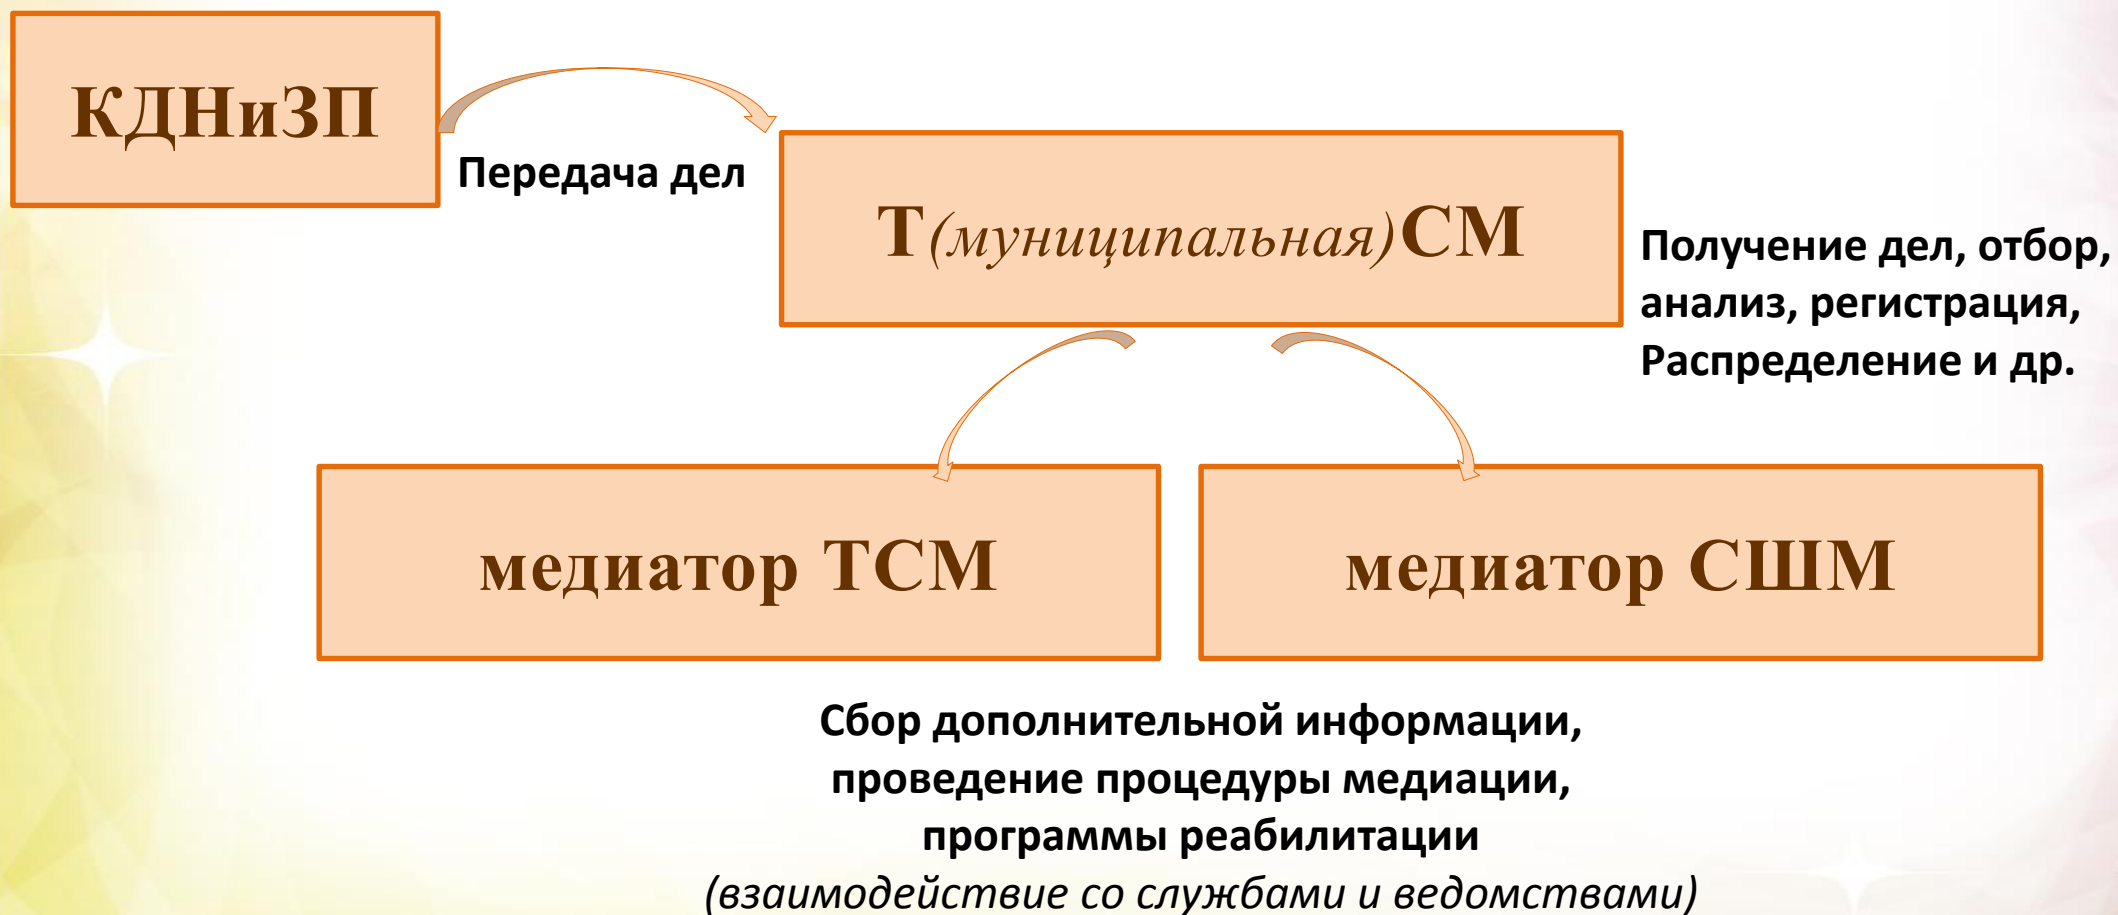 КДНиЗП
Передача дел
Т(муниципальная)СМ
Получение дел, отбор,
анализ, регистрация,
Распределение и др.
медиатор ТСМ
медиатор СШМ
Сбор дополнительной информации,
проведение процедуры медиации,
программы реабилитации
(взаимодействие со службами и ведомствами)